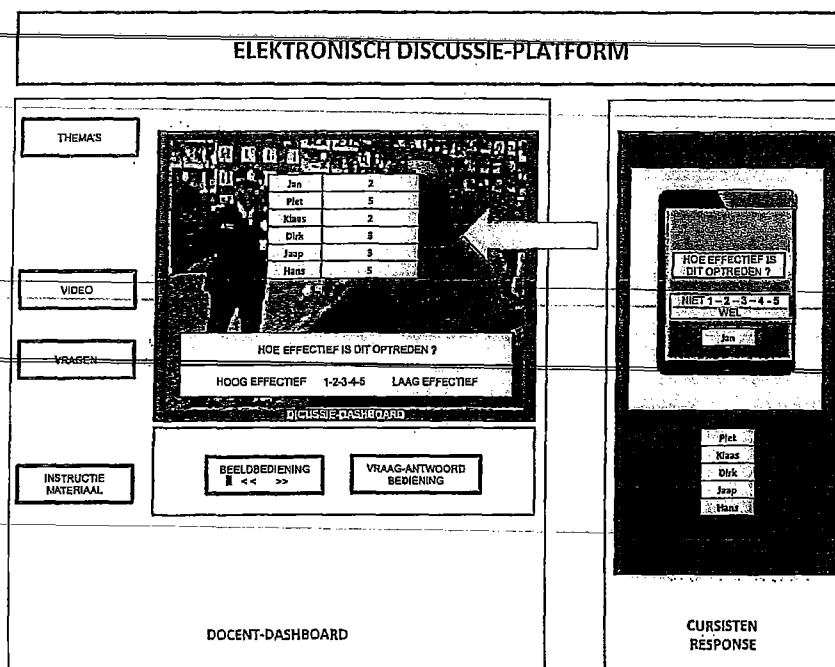 ELEKTRONISCH DISCUSSIE-PLATFORM
THEMA'S
VIDEO
VRAGEN
INSTRUCTIE
MATERIAAL
Jan 2
Piet 5
Klaas 2
Dirk 3
Jaap 3
Hans 5
HOE EFFECTIEF IS DIT OPTREDEN ?
HOOG EFFECTIEF 1-2-3-4-5 LAAG EFFECTIEF
DICUSSIE-DASHBOARD
BEELDBEDIENING
<< >>
VRAAG-ANTWOORD
BEDIENING
DOCENT-DASHBOARD
HOE EFFECTIEF IS
DIT OPTREDEN ?
NIET 1 – 2 – 3 – 4 - 5
WEL
Jan
Piet
Klaas
Dirk
Jaap
Hans
CURSISTEN
RESPONSE